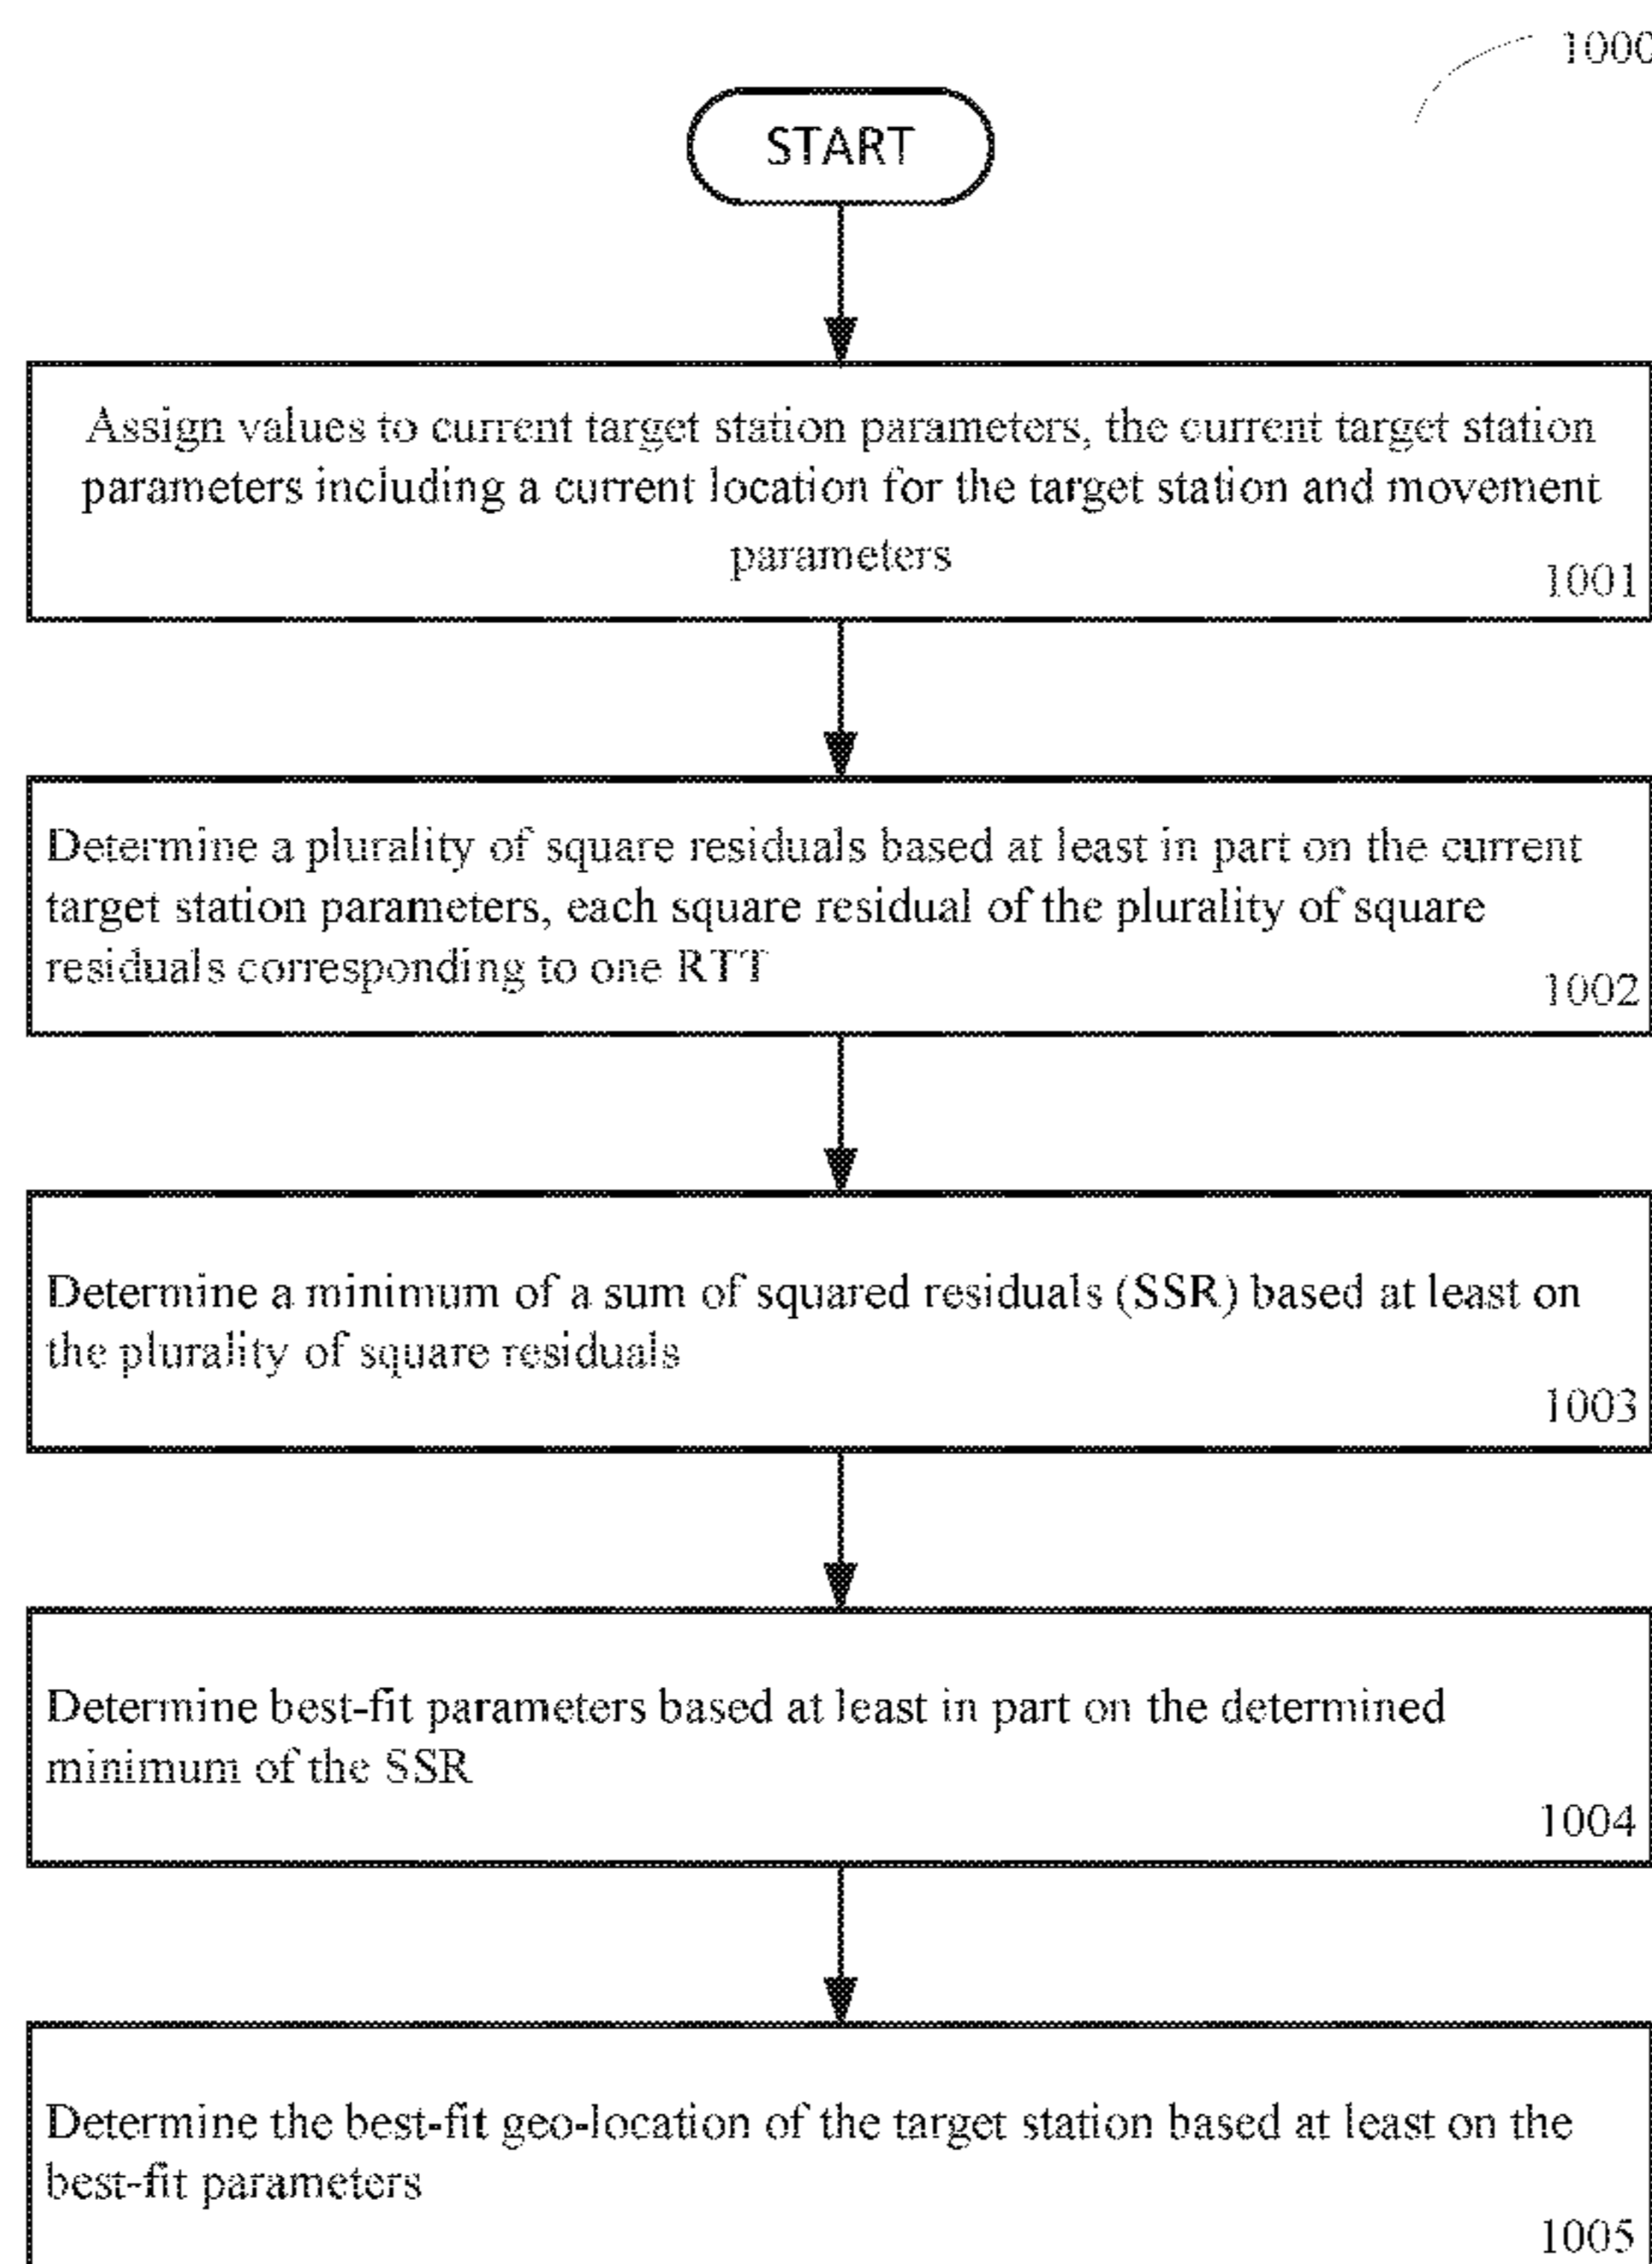 1000
START
Assign values to current target station parameters, the current target station
parameters including a current location for the target station and movement
parameters
1001
Determine a plurality of square residuals based at least in part on the current
target station parameters, each square residual of the plurality of square
residuals corresponding to one RTT
1002
Determine a minimum of a sum of squared residuals (SSR) based at least on
the plurality of square residuals
1003
Determine best-fit parameters based at least in part on the determined
minimum of the SSR
1004
Determine the best-fit geo-location of the target station based at least on the
best-fit parameters
1005